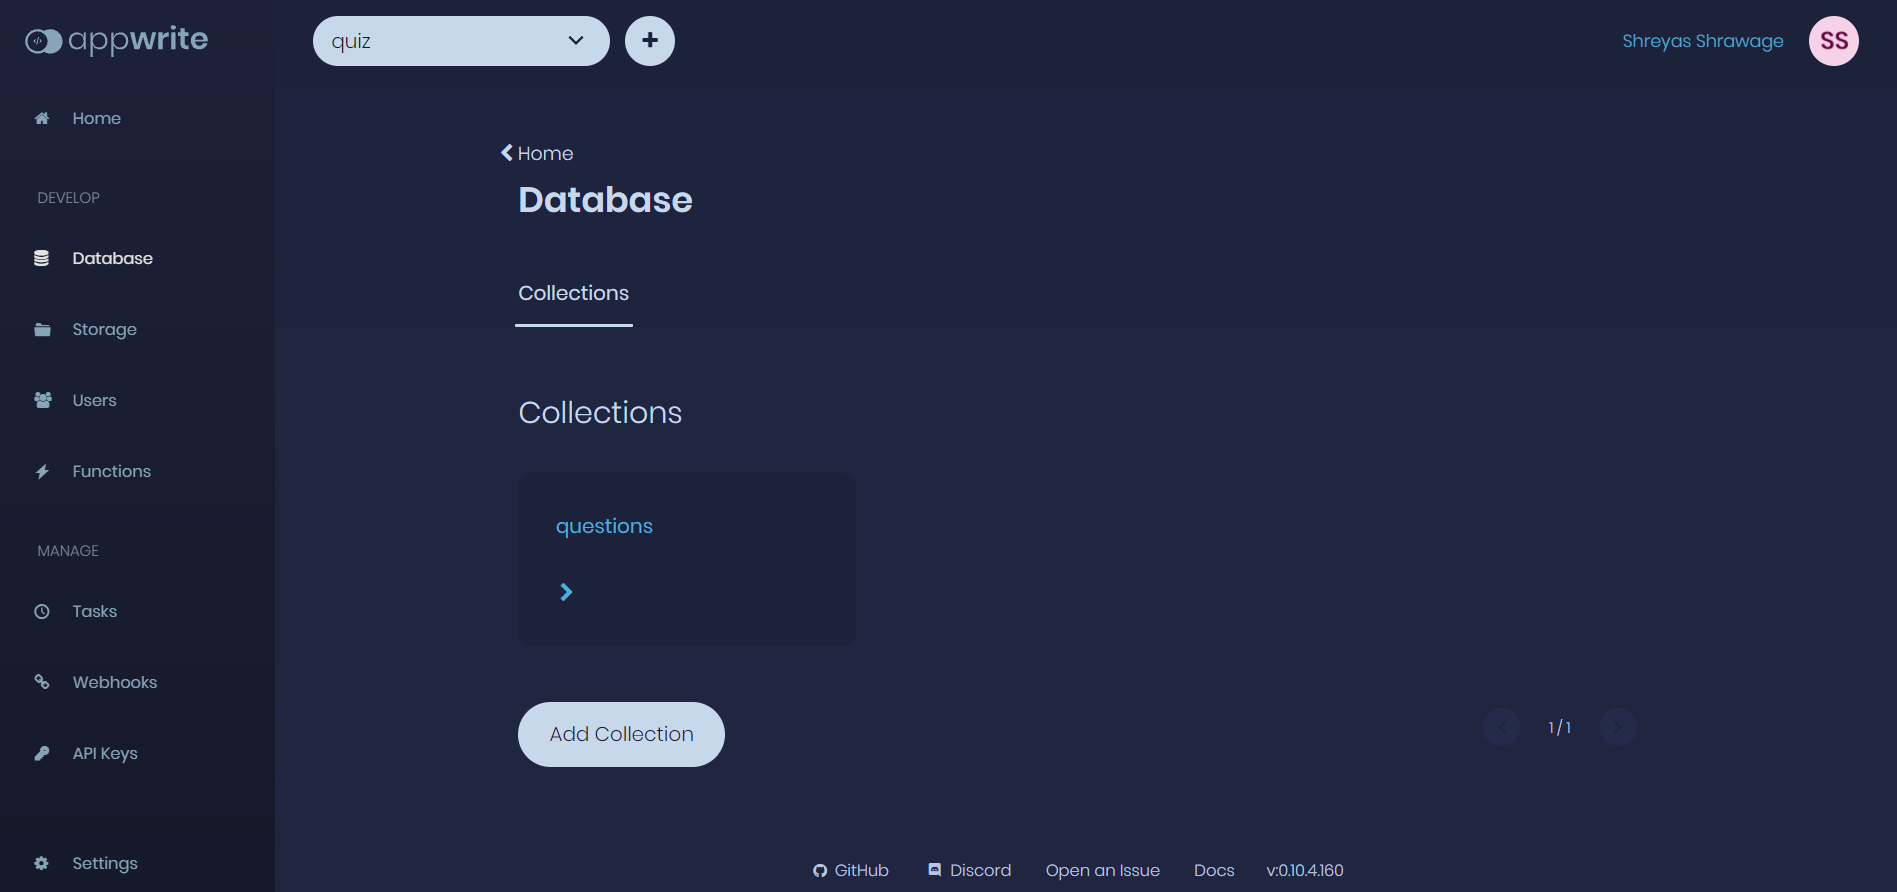 appwrite
quiz
Shreyas Shrawage
SS
Home
DEVELOP
Database
Storage
Users
Functions
MANAGE
Tasks
Webhooks
API Keys
Settings
Home
Database
Collections
Collections
questions
Add Collection
1 / 1
GitHub
Discord
Open an Issue
Docs
v:0.10.4.160